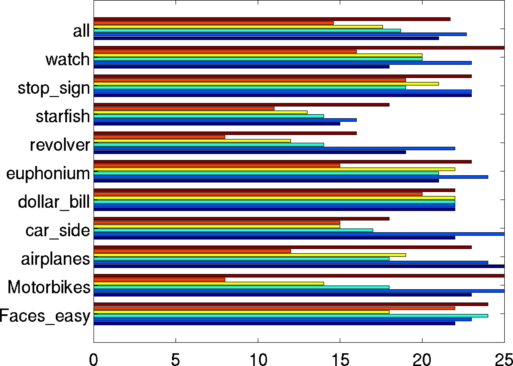 all
watch
stop_sign
starfish
revolver
euphonium
dollar_bill
car_side
airplanes
Motorbikes
Faces_easy
0 5 10 15 20 25